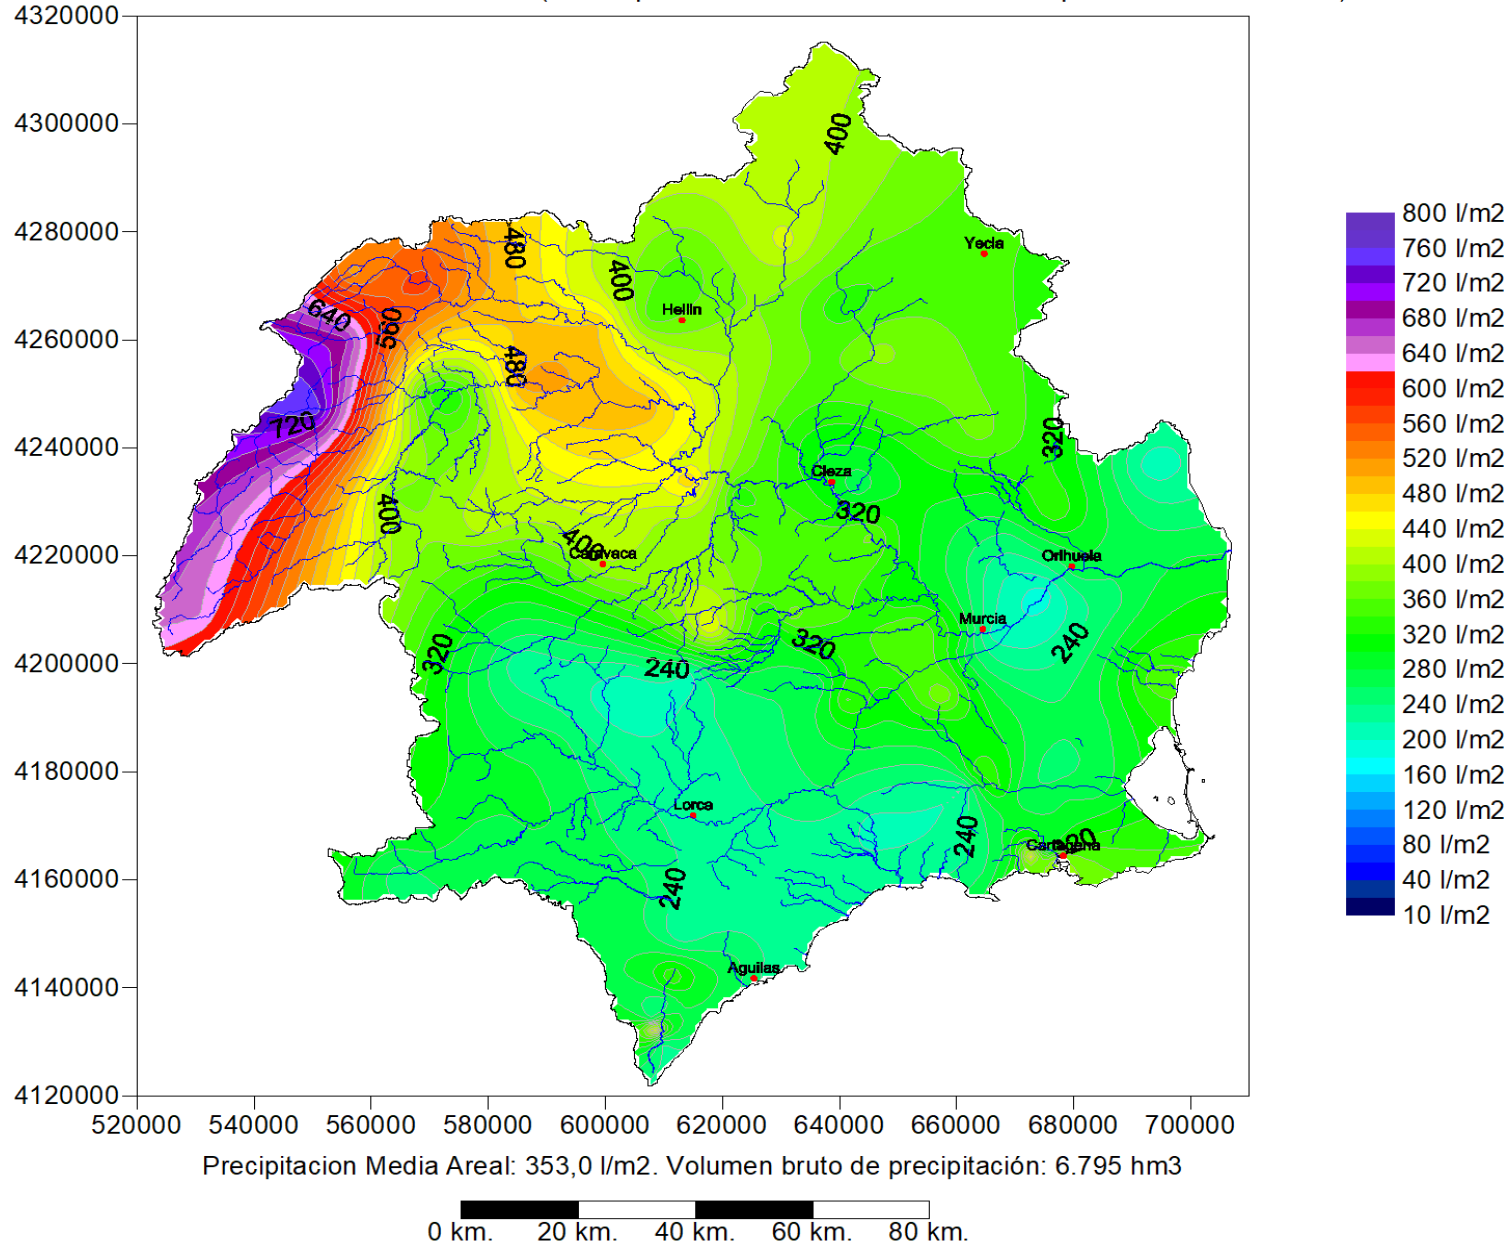 4320000
4300000
4280000
4260000
4240000
4220000
4200000
4180000
4160000
4140000
4120000
520000 540000 560000 580000 600000 620000 640000 660000 680000 700000
400
Yecla
480
400
Hellin
640
560
480
720
320
Cieza
320
400
400
Caravaca
Orihuela
Murcia
320
320
240
240
Lorca
240
Cartagena
240
Aguilas
800 l/m2
760 l/m2
720 l/m2
680 l/m2
640 l/m2
600 l/m2
560 l/m2
520 l/m2
480 l/m2
440 l/m2
400 l/m2
360 l/m2
320 l/m2
280 l/m2
240 l/m2
200 l/m2
160 l/m2
120 l/m2
80 l/m2
40 l/m2
10 l/m2
Precipitacion Media Areal: 353,0 l/m2. Volumen bruto de precipitación: 6.795 hm3
0 km. 20 km. 40 km. 60 km. 80 km.